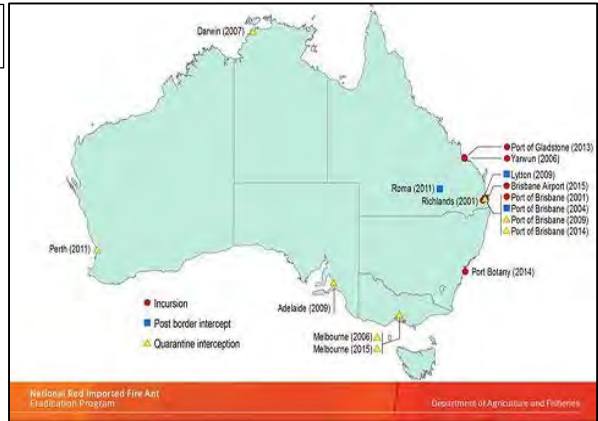 Darwin (2007)
Port of Gladstone (2013)
Yarwun (2006)
Lytton (2009)
Roma (2011)
Brisbane Airport (2015)
Richlands (2001)
Port of Brisbane (2001)
Port of Brisbane (2004)
Port of Brisbane (2009)
Port of Brisbane (2014)
Perth (2011)
Port Botany (2014)
Adelaide (2009)
Incursion
Post border intercept
Quarantine interception
Melbourne (2006)
Melbourne (2015)
National Red Imported Fire Ant
Eradication Program
Department of Agriculture and Fisheries